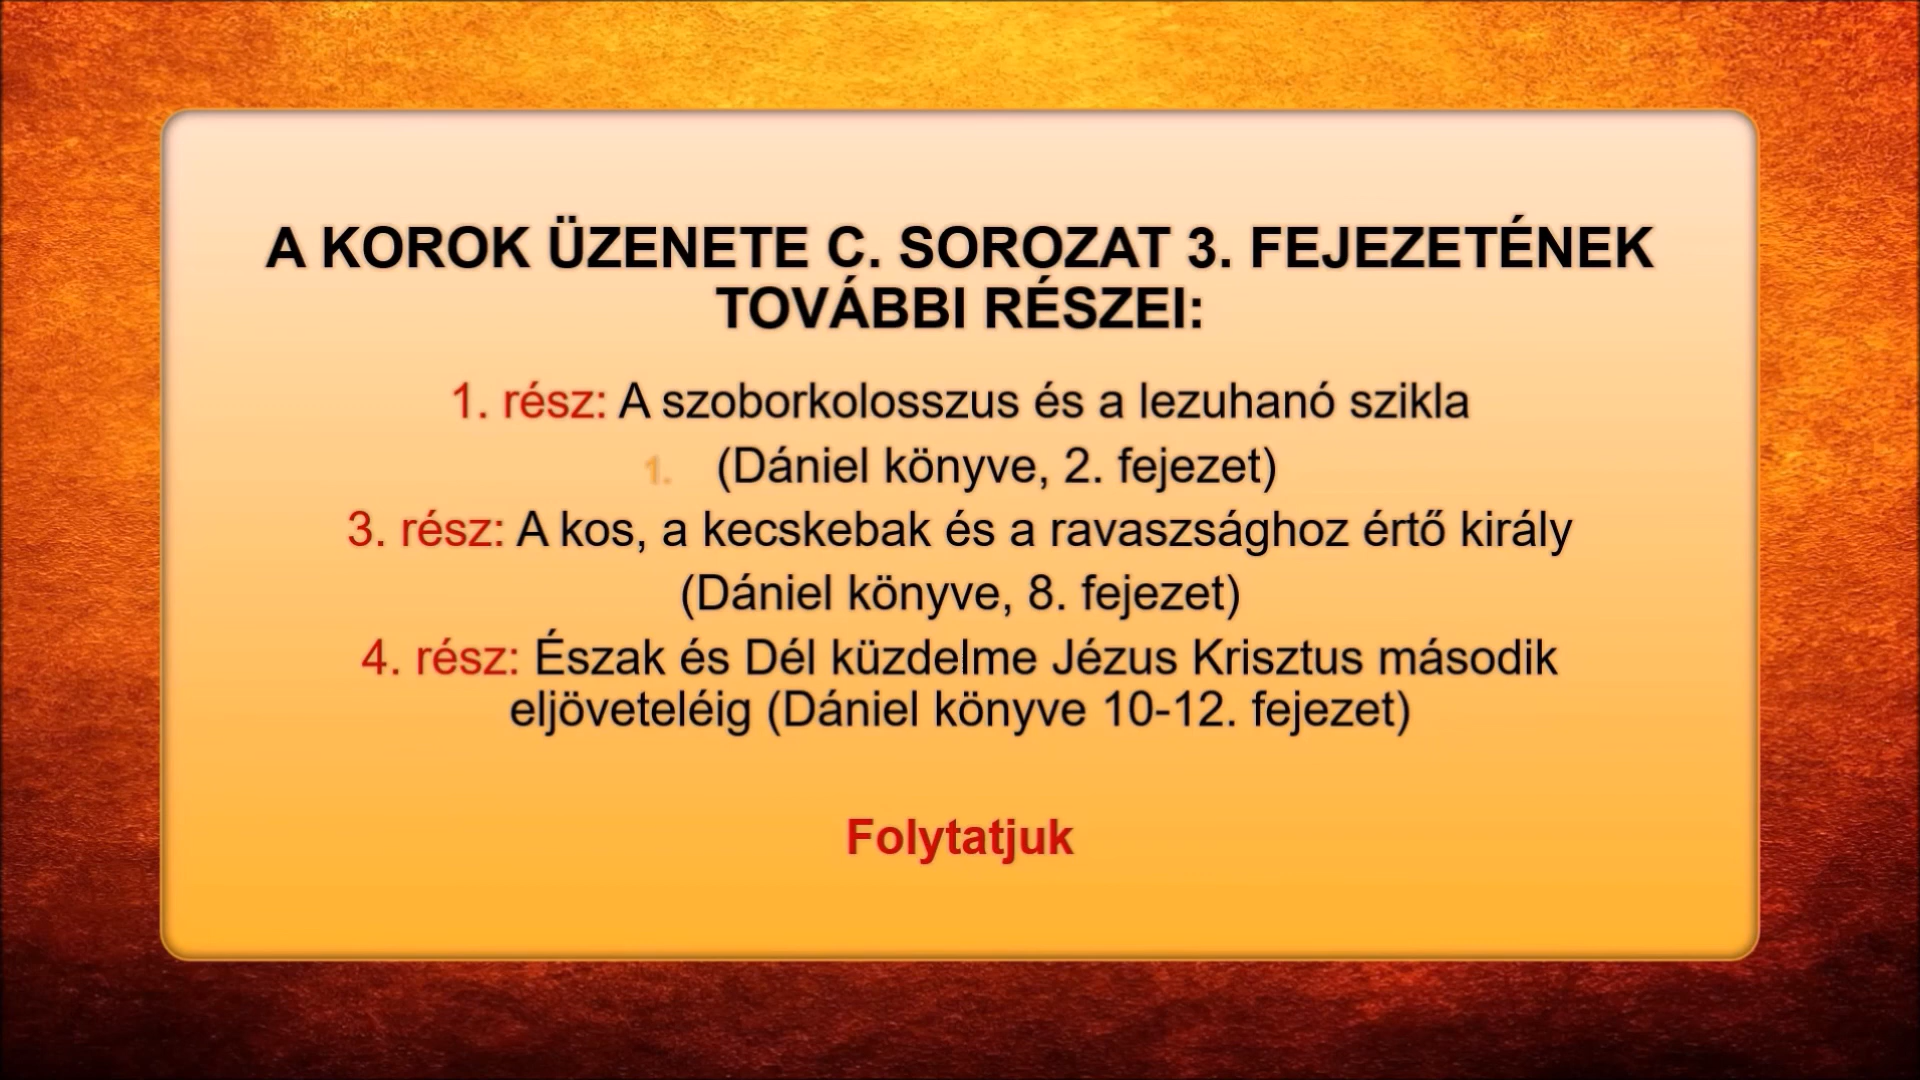 A KOROK ÜZENETE C. SOROZAT 3. FEJEZETÉNEK
TOVÁBBI RÉSZEI:
1. rész: A szoborkolosszus és a lezuhanó szikla
1. (Dániel könyve, 2. fejezet)
3. rész: A kos, a kecskebak és a ravaszsághoz értő király
(Dániel könyve, 8. fejezet)
4. rész: Észak és Dél küzdelme Jézus Krisztus második
eljöveteléig (Dániel könyve 10-12. fejezet)
Folytatjuk